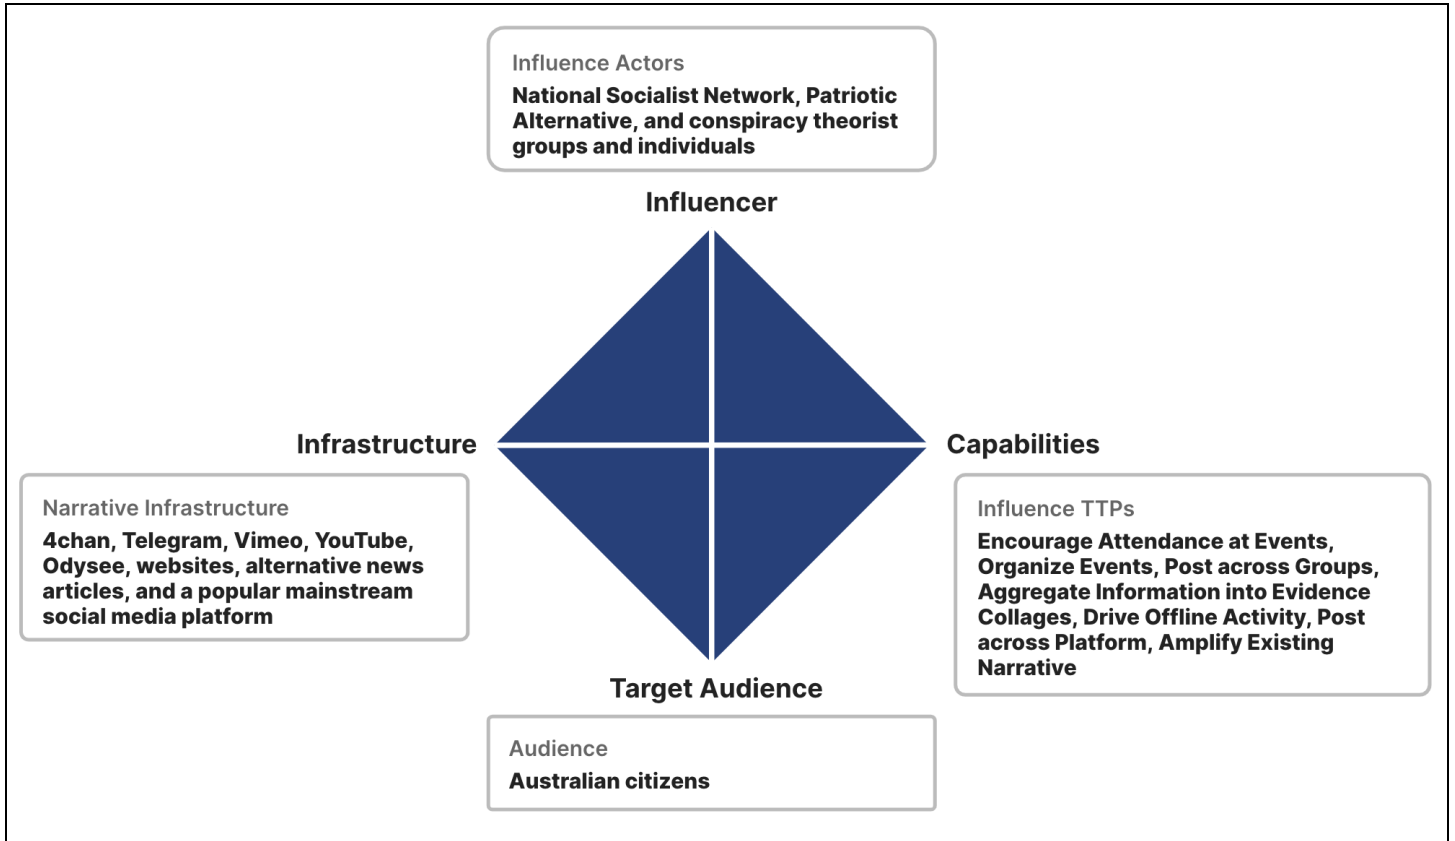 Influence Actors
National Socialist Network, Patriotic
Alternative, and conspiracy theorist
groups and individuals
Influencer
Infrastructure
Capabilities
Narrative Infrastructure
4chan, Telegram, Vimeo, YouTube,
Odysee, websites, alternative news
articles, and a popular mainstream
social media platform
Influence TTPs
Encourage Attendance at Events,
Organize Events, Post across Groups,
Aggregate Information into Evidence
Collages, Drive Offline Activity, Post
across Platform, Amplify Existing
Narrative
Target Audience
Audience
Australian citizens